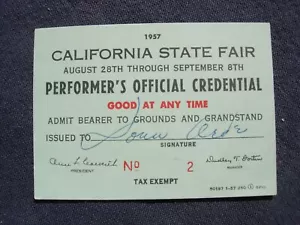 1957
CALIFORNIA STATE FAIR
AUGUST 28TH THROUGH SEPTEMBER 8TH
PERFORMER'S OFFICIAL CREDENTIAL
GOOD AT ANY TIME
ADMIT BEARER TO GROUNDS AND GRANDSTAND
ISSUED TO
SIGNATURE
PRESIDENT
No 2
MANAGER
TAX EXEMPT